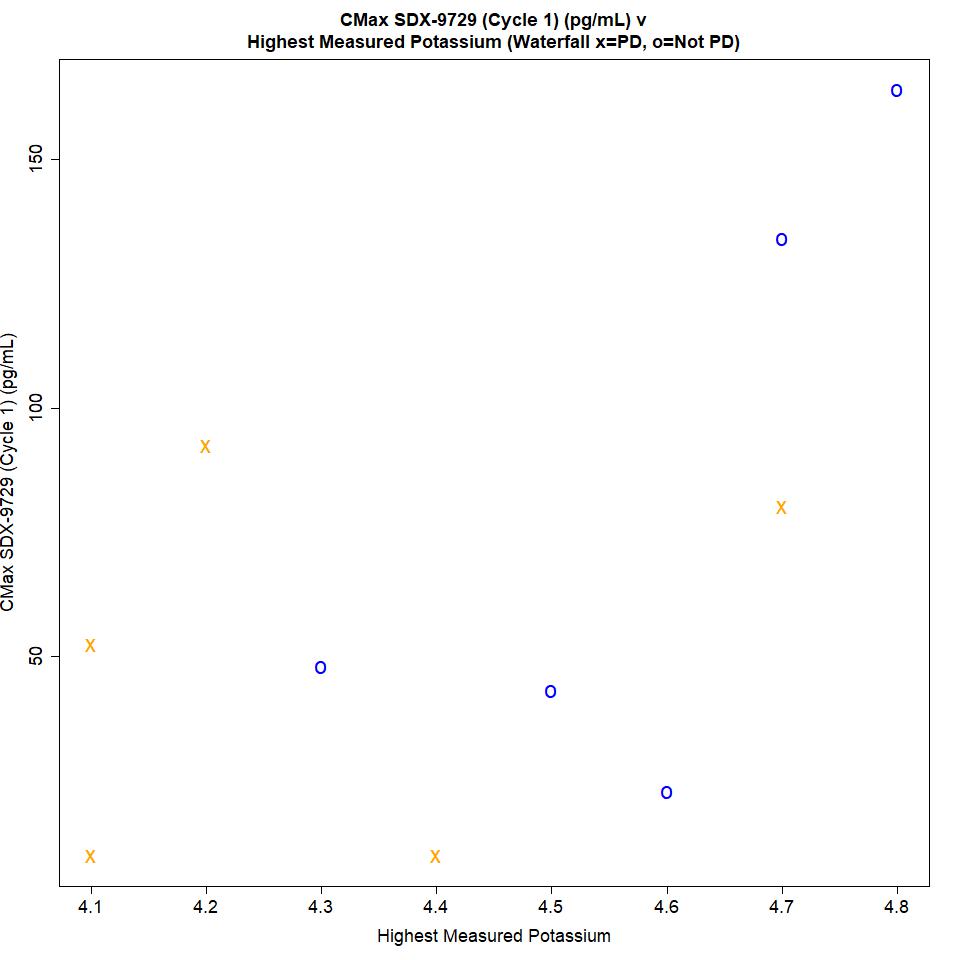 CMax SDX-9729 (Cycle 1) (pg/mL) v
Highest Measured Potassium (Waterfall x=PD, o=Not PD)
CMax SDX-9729 (Cycle 1) (pg/mL)
150
100
50
o
o
x
x
x
o
o
o
x
x
4.1 4.2 4.3 4.4 4.5 4.6 4.7 4.8
Highest Measured Potassium